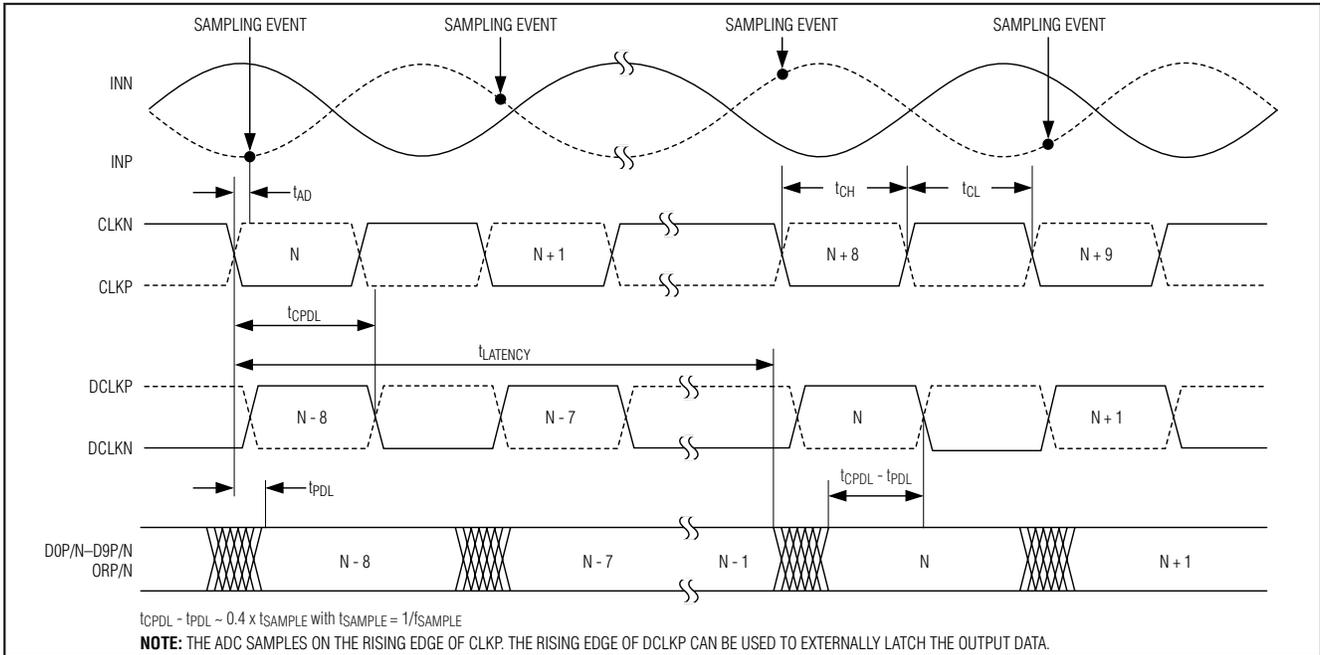 SAMPLING EVENT SAMPLING EVENT SAMPLING EVENT SAMPLING EVENT
INN
INP
tAD
tCH
tCL
CLKN
N
N + 1
N + 8
N + 9
CLKP
tCPDL
tLATENCY
DCLKP
N - 8
N - 7
N
N + 1
DCLKN
tCPDL - tPDL
tPDL
D0P/N–D9P/N
ORP/N
N - 8
N - 7
N - 1
N
N + 1
tCPDL - tPDL ~ 0.4 x tSAMPLE with tSAMPLE = 1/fSAMPLE
NOTE: THE ADC SAMPLES ON THE RISING EDGE OF CLKP. THE RISING EDGE OF DCLKP CAN BE USED TO EXTERNALLY LATCH THE OUTPUT DATA.